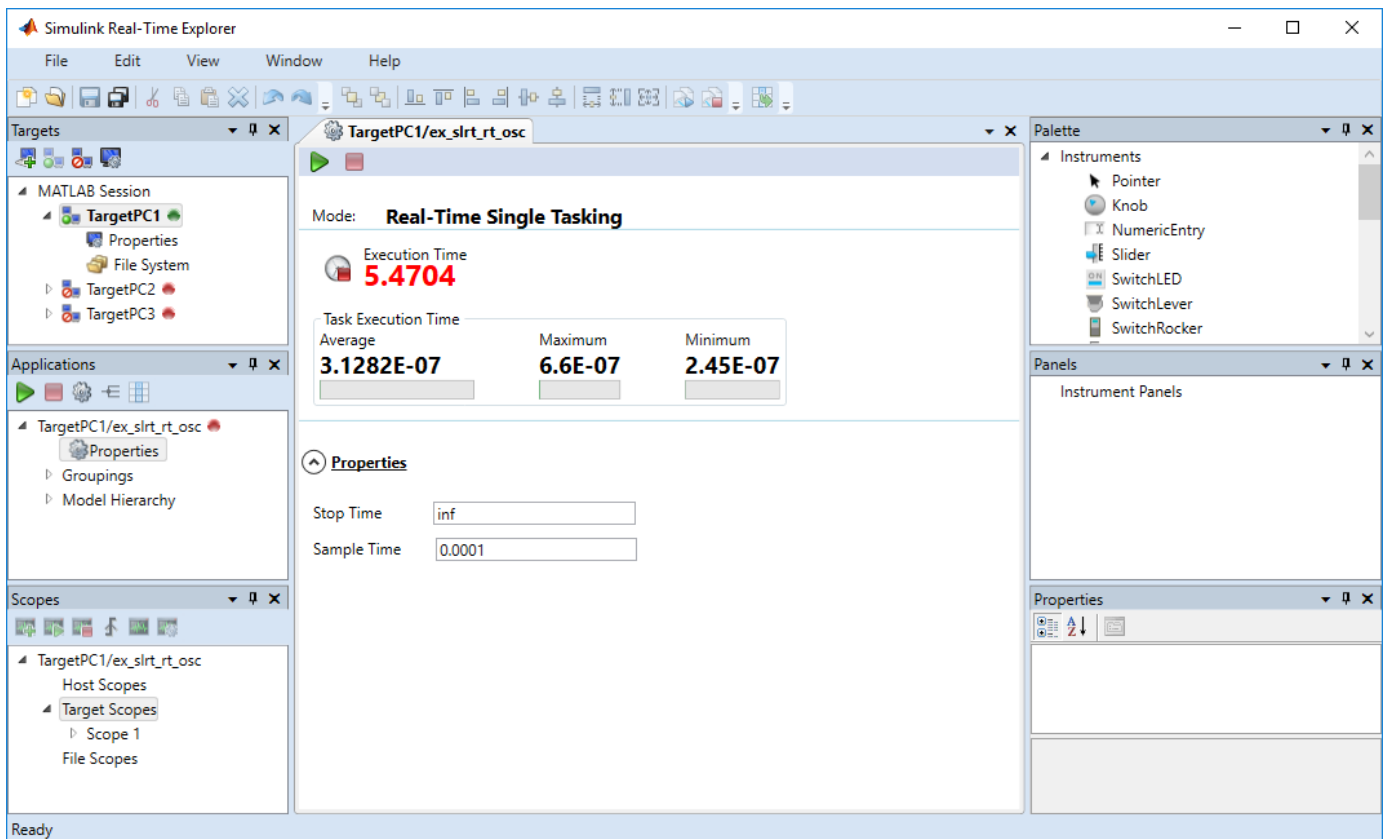 Simulink Real-Time Explorer
File Edit View Window Help
Targets
MATLAB Session
TargetPC1
Properties
File System
TargetPC2
TargetPC3
Applications
TargetPC1/ex_slrt_rt_osc
Properties
Groupings
Model Hierarchy
Scopes
TargetPC1/ex_slrt_rt_osc
Host Scopes
Target Scopes
Scope 1
File Scopes
TargetPC1/ex_slrt_rt_osc
Mode: Real-Time Single Tasking
Execution Time
5.4704
Task Execution Time
Average Maximum Minimum
3.1282E-07 6.6E-07 2.45E-07
Properties
Stop Time inf
Sample Time 0.0001
Palette
Instruments
Pointer
Knob
NumericEntry
Slider
SwitchLED
SwitchLever
SwitchRocker
Panels
Instrument Panels
Properties
Ready